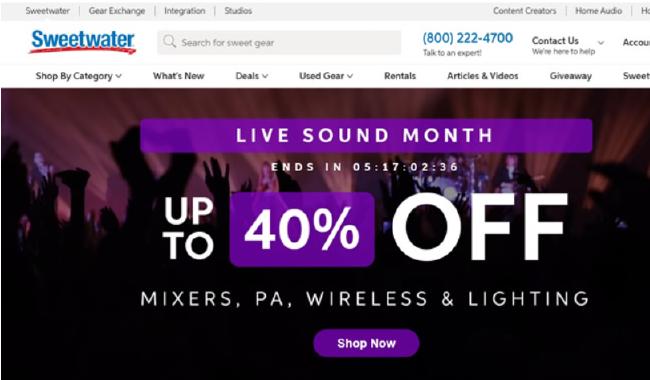 Sweetwater Gear Exchange Integration Studios Content Creators Home Audio
Sweetwater Search for sweet gear (800) 222-4700 Contact Us
Talk to an expert! We're here to help
Shop By Category What's New Deals Used Gear Rentals Articles & Videos Giveaway
LIVE SOUND MONTH
ENDS IN 05:17:02:36
UP TO 40% OFF
MIXERS, PA, WIRELESS & LIGHTING
Shop Now